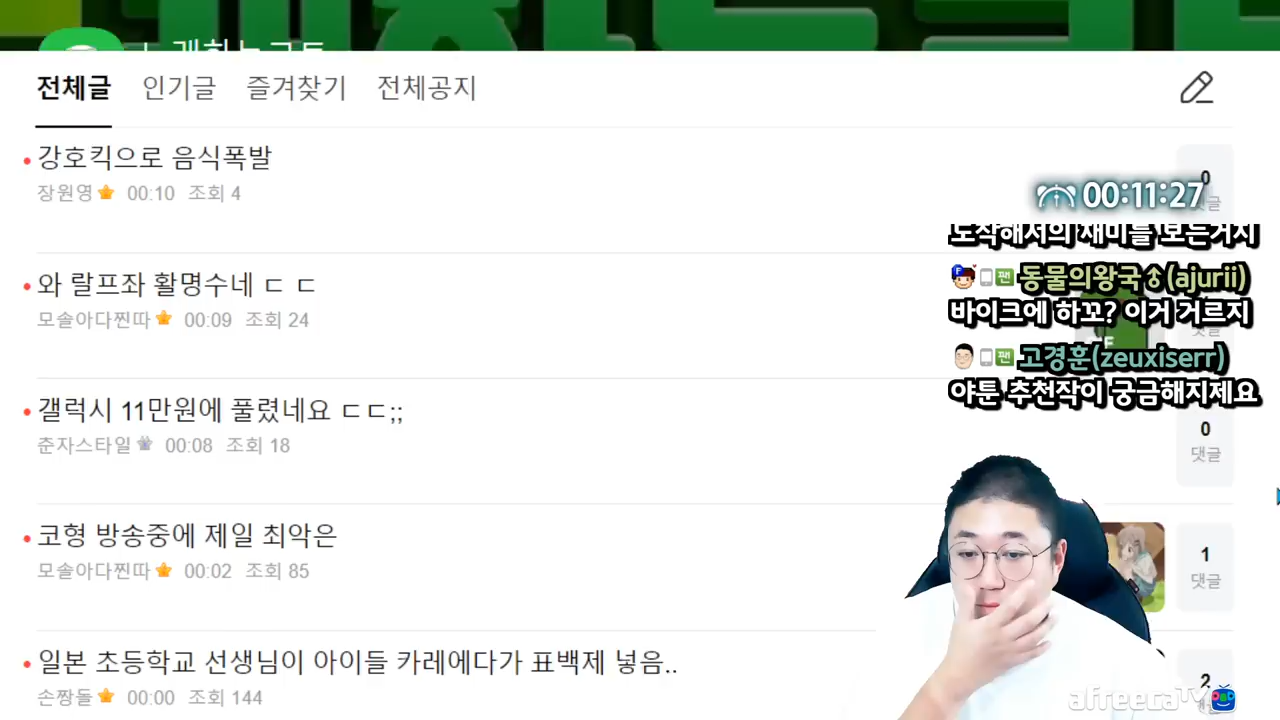 전체글 인기글 즐겨찾기 전체공지
강호킥으로 음식폭발
장원영 00:10 조회 4
0
00:11:27
도착해서의 재미를 보는거지
와 랄프좌 활명수네 ㄷ ㄷ
모솔아다찐따 00:09 조회 24
팬 동물의왕국⇕(ajurii)
바이크에 하꼬? 이거 거르지
팬 고경훈(zeuxiserr)
야툰 추천작이 궁금해지제요
갤럭시 11만원에 풀렸네요 ㄷㄷ;;
춘자스타일 00:08 조회 18
0
댓글
코형 방송중에 제일 최악은
모솔아다찐따 00:02 조회 85
1
댓글
일본 초등학교 선생님이 아이들 카레에다가 표백제 넣음..
손짱돌 00:00 조회 144
2
afreecaTV